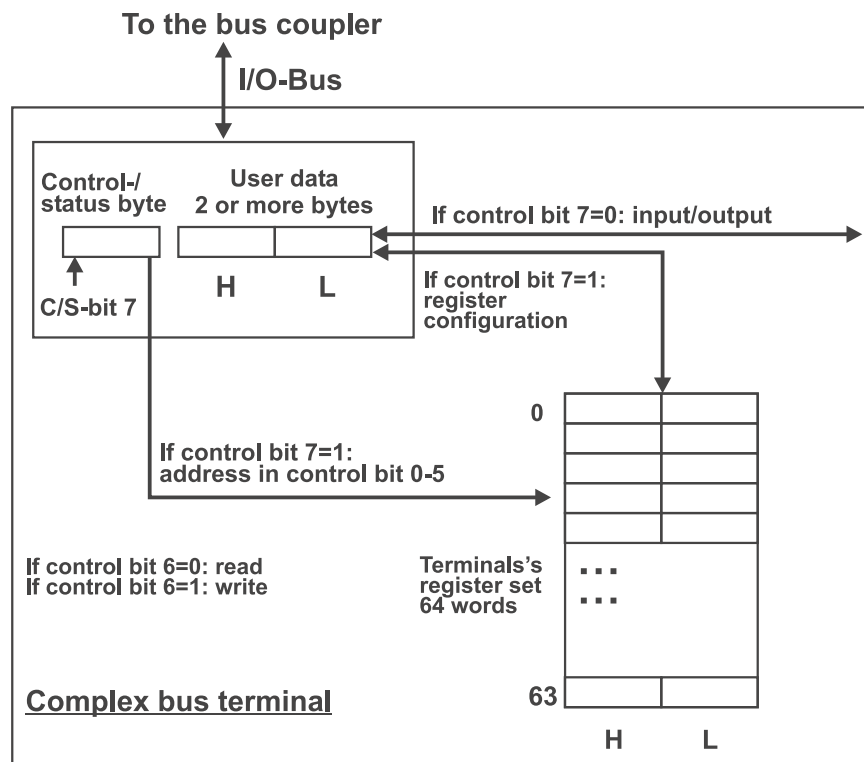 To the bus coupler
I/O-Bus
Control-/
status byte
User data
2 or more bytes
H
L
C/S-bit 7
If control bit 7=0: input/output
If control bit 7=1:
register
configuration
If control bit 7=1:
address in control bit 0-5
0
If control bit 6=0: read
If control bit 6=1: write
Terminals's
register set
64 words
...
...
63
H
L
Complex bus terminal